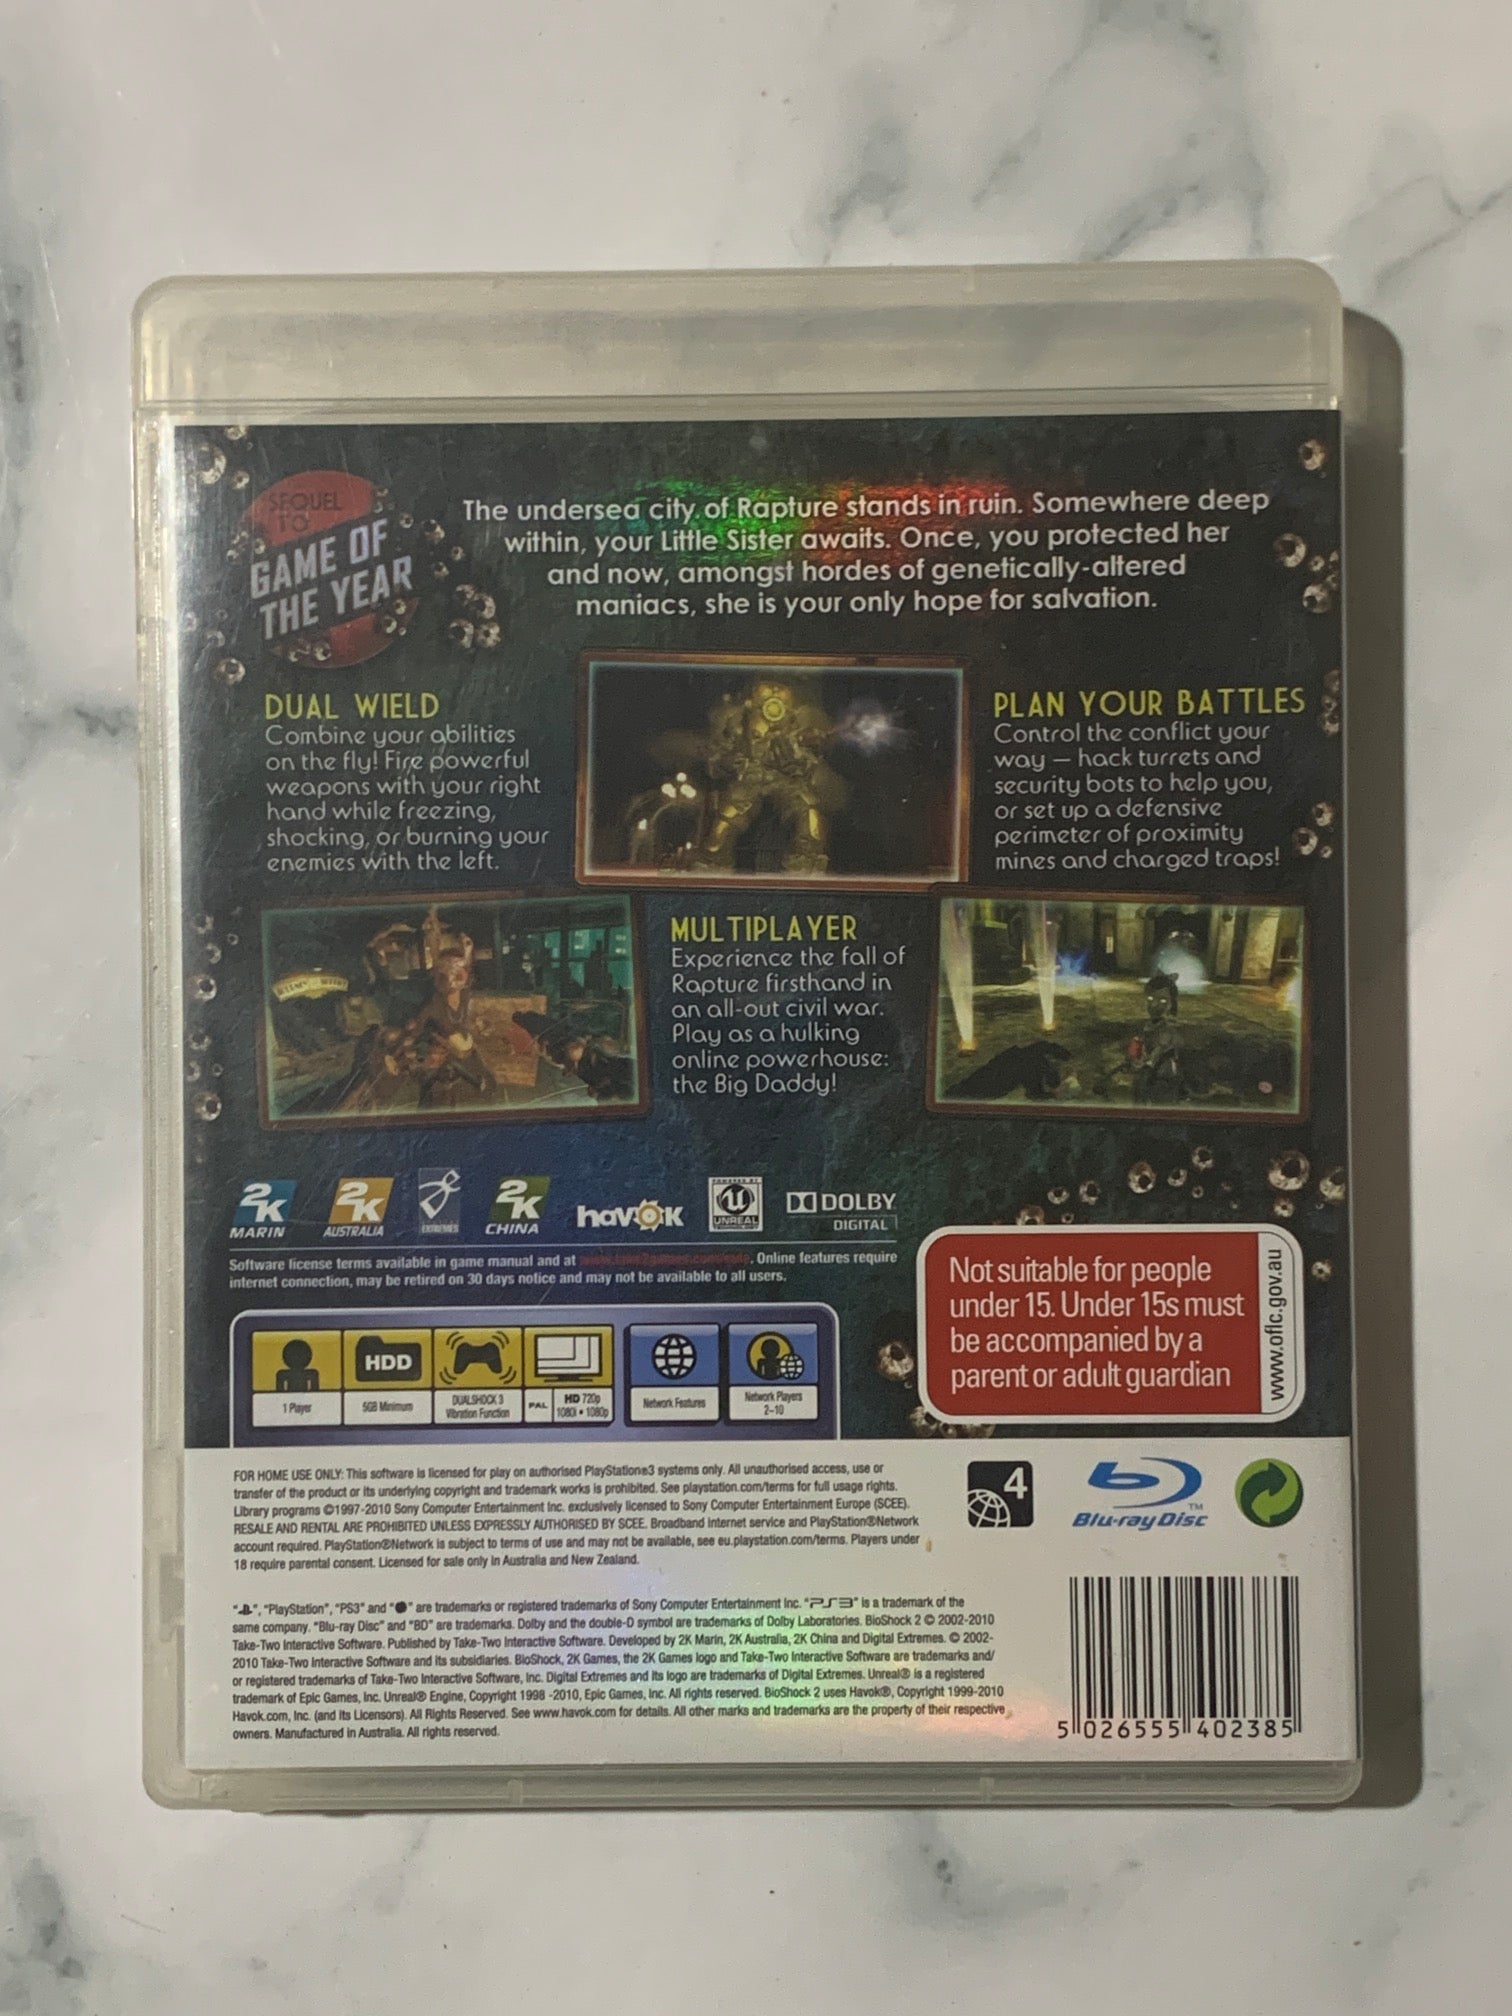 SEQUEL
TO
GAME OF
THE YEAR
The undersea city of Rapture stands in ruin. Somewhere deep
within, your Little Sister awaits. Once, you protected her
and now, amongst hordes of genetically-altered
maniacs, she is your only hope for salvation.
DUAL WIELD
Combine your abilities
on the fly! Fire powerful
weapons with your right
hand while freezing,
shocking, or burning your
enemies with the left.
PLAN YOUR BATTLES
Control the conflict your
way — hack turrets and
security bots to help you,
or set up a defensive
perimeter of proximity
mines and charged traps!
MULTIPLAYER
Experience the fall of
Rapture firsthand in
an all-out civil war.
Play as a hulking
online powerhouse:
the Big Daddy!
2K
MARIN
2K
AUSTRALIA
EXTREMES
2K
CHINA
havok
POWERED BY
UNREAL
DOLBY
DIGITAL
Software license terms available in game manual and at www.take2games.com/eula. Online features require
internet connection, may be retired on 30 days notice and may not be available to all users.
Not suitable for people
under 15. Under 15s must
be accompanied by a
parent or adult guardian
www.oflc.gov.au
HDD
1 Player
5GB Minimum
DUALSHOCK 3
Vibration Function
PAL
HD 720p
1080i • 1080p
Network Features
Network Players
2-10
FOR HOME USE ONLY: This software is licensed for play on authorised PlayStation®3 systems only. All unauthorised access, use or
transfer of the product or its underlying copyright and trademark works is prohibited. See playstation.com/terms for full usage rights.
Library programs ©1997-2010 Sony Computer Entertainment Inc. exclusively licensed to Sony Computer Entertainment Europe (SCEE).
RESALE AND RENTAL ARE PROHIBITED UNLESS EXPRESSLY AUTHORISED BY SCEE. Broadband internet service and PlayStation®Network
account required. PlayStation®Network is subject to terms of use and may not be available, see eu.playstation.com/terms. Players under
18 require parental consent. Licensed for sale only in Australia and New Zealand.
4
Blu-ray Disc
TM
"", "PlayStation", "PS3" and "" are trademarks or registered trademarks of Sony Computer Entertainment Inc. "PS3" is a trademark of the
same company. "Blu-ray Disc" and "BD" are trademarks. Dolby and the double-D symbol are trademarks of Dolby Laboratories. BioShock 2 © 2002-2010
Take-Two Interactive Software. Published by Take-Two Interactive Software. Developed by 2K Marin, 2K Australia, 2K China and Digital Extremes. © 2002-
2010 Take-Two Interactive Software and its subsidiaries. BioShock, 2K Games, the 2K Games logo and Take-Two Interactive Software are trademarks and/
or registered trademarks of Take-Two Interactive Software, Inc. Digital Extremes and its logo are trademarks of Digital Extremes. Unreal® is a registered
trademark of Epic Games, Inc. Unreal® Engine, Copyright 1998 -2010, Epic Games, Inc. All rights reserved. BioShock 2 uses Havok®, Copyright 1999-2010
Havok.com, Inc. (and its Licensors). All Rights Reserved. See www.havok.com for details. All other marks and trademarks are the property of their respective
owners. Manufactured in Australia. All rights reserved.
5 026555 402385